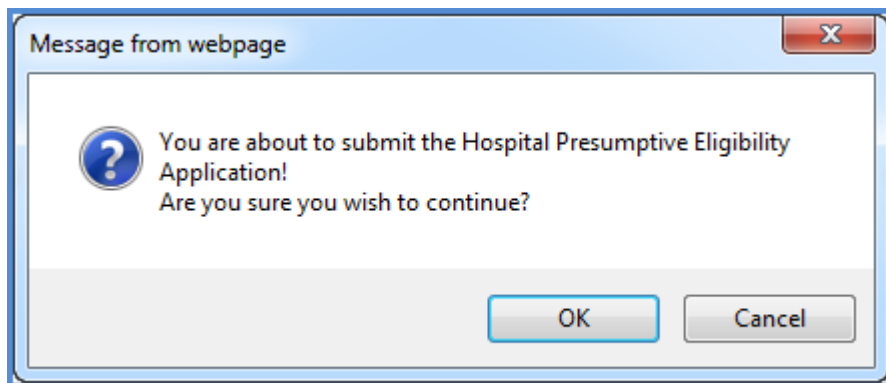 Message from webpage
You are about to submit the Hospital Presumptive Eligibility
Application!
Are you sure you wish to continue?
OK
Cancel